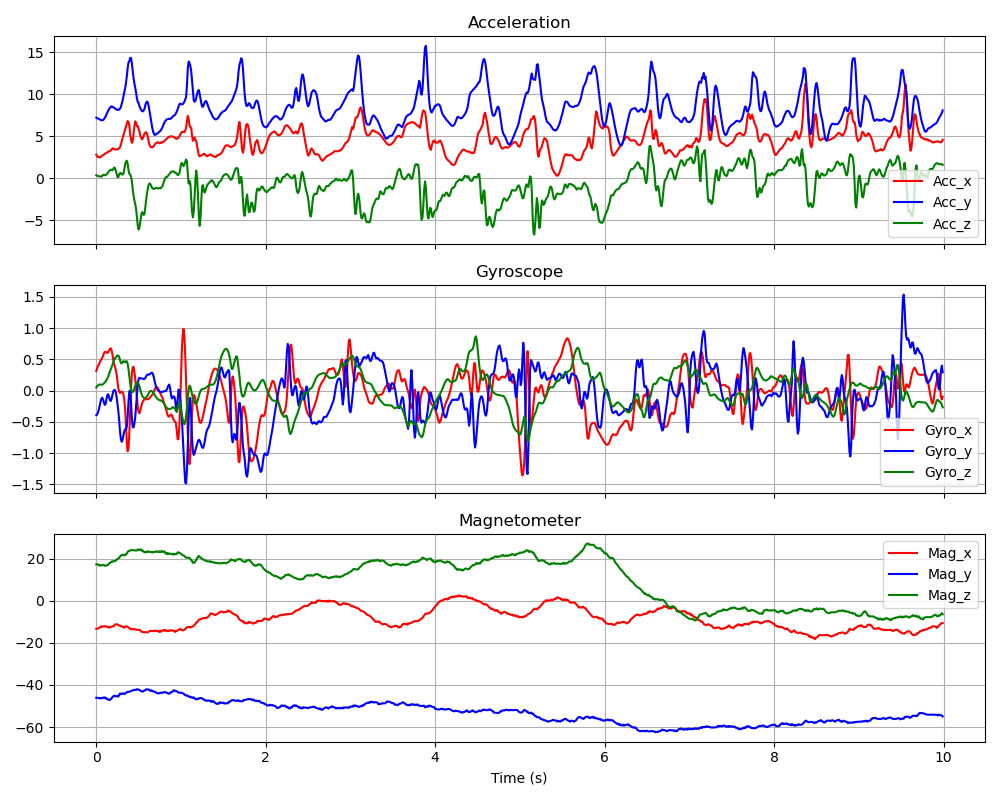 Acceleration
15
10
5
0
−5
Acc_x
Acc_y
Acc_z
Gyroscope
1.5
1.0
0.5
0.0
−0.5
−1.0
−1.5
Gyro_x
Gyro_y
Gyro_z
Magnetometer
20
0
−20
−40
−60
Mag_x
Mag_y
Mag_z
0 2 4 6 8 10
Time (s)